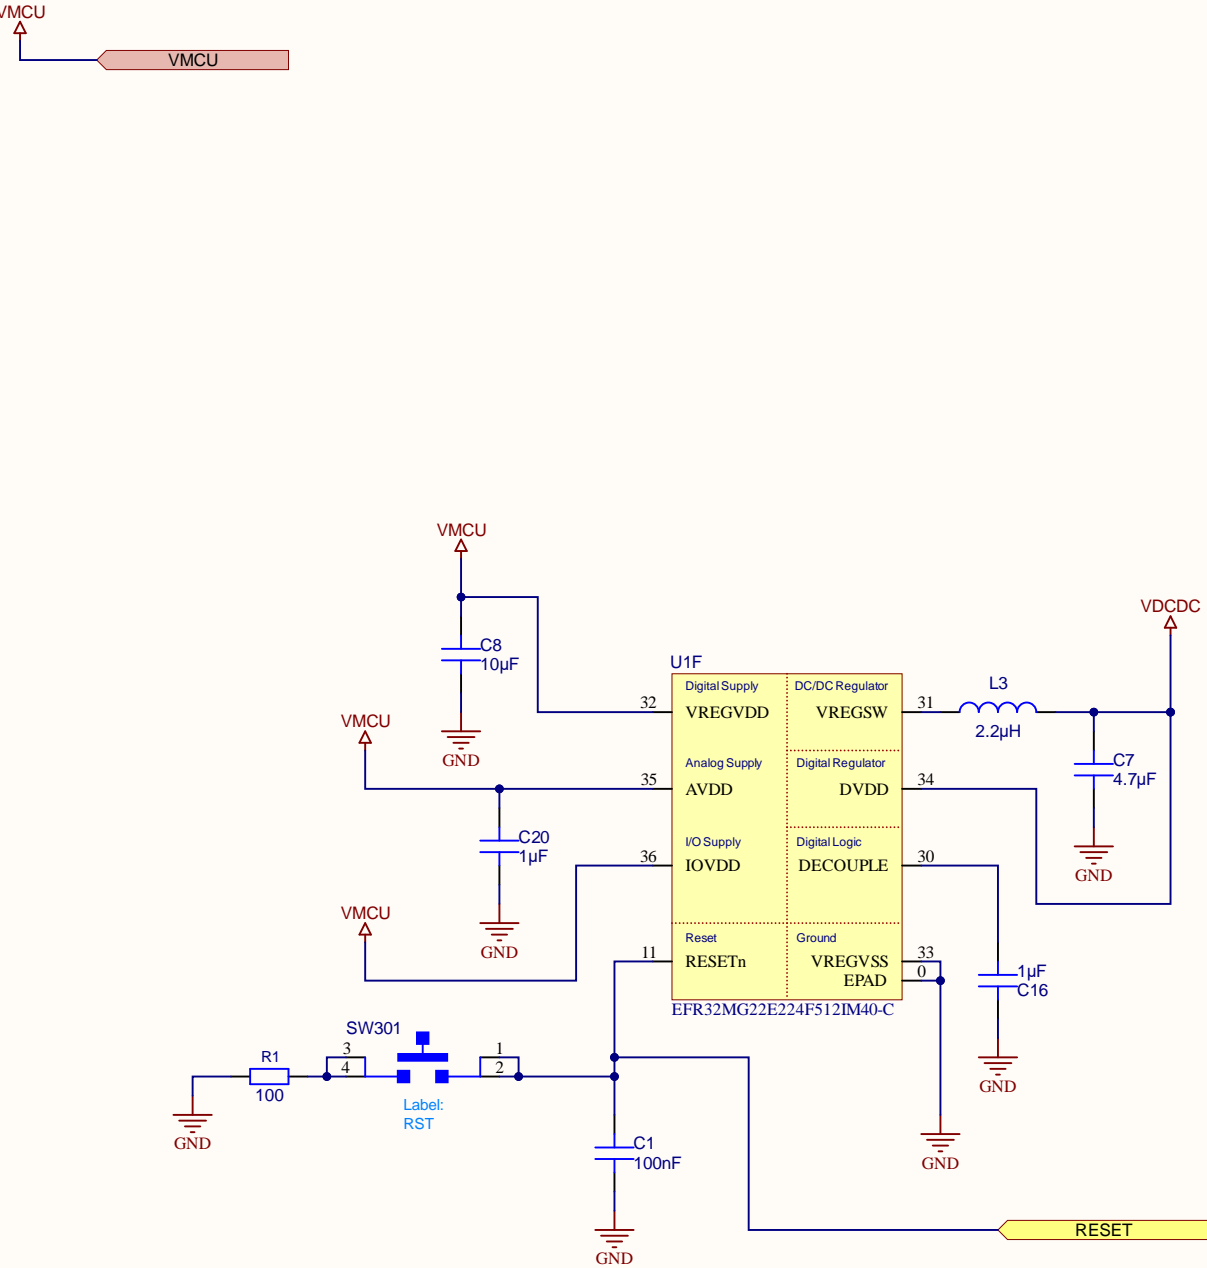 VMCU
VMCU
VMCU
C8
10µF
GND
VMCU
C20
1µF
GND
VMCU
U1F
Digital Supply
DC/DC Regulator
32
VREGVDD
VREGSW
31
Analog Supply
Digital Regulator
35
AVDD
DVDD
34
I/O Supply
Digital Logic
36
IOVDD
DECOUPLE
30
Reset
Ground
11
RESETn
VREGVSS
33
EPAD
0
EFR32MG22E224F512IM40-C
L3
2.2µH
VDCDC
C7
4.7µF
GND
1µF
C16
GND
GND
SW301
3
4
1
2
Label:
RST
R1
100
GND
C1
100nF
GND
RESET